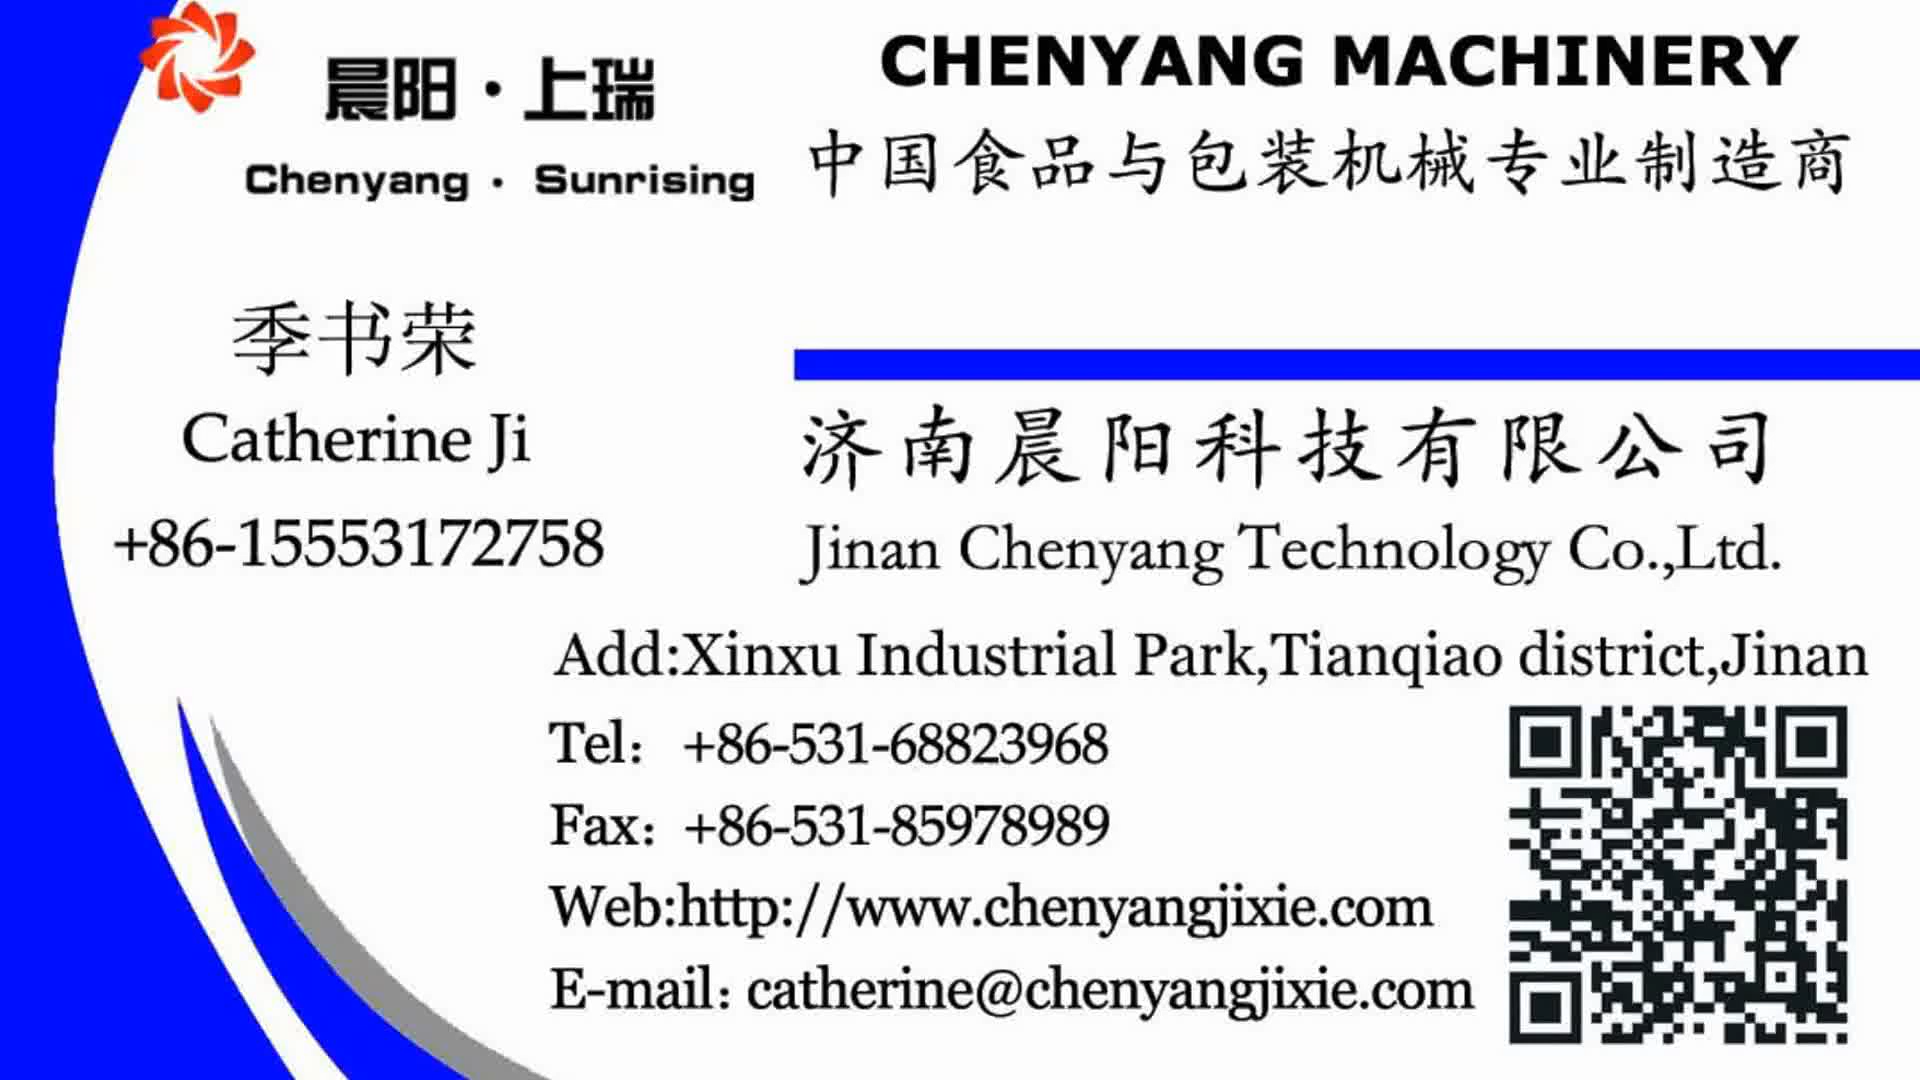 晨阳·上瑞
Chenyang · Sunrising
CHENYANG MACHINERY
中国食品与包装机械专业制造商
季书荣
Catherine Ji
+86-15553172758
济南晨阳科技有限公司
Jinan Chenyang Technology Co.,Ltd.
Add:Xinxu Industrial Park,Tianqiao district,Jinan
Tel：+86-531-68823968
Fax：+86-531-85978989
Web:http://www.chenyangjixie.com
E-mail：catherine@chenyangjixie.com